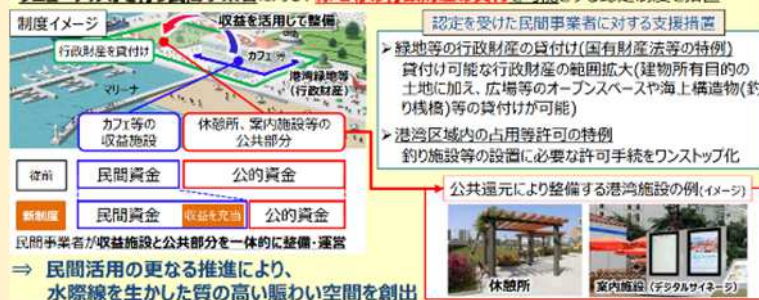 制度イメージ
収益を活用して整備
行政財産を貸付け
カフェ等
マリーナ
港湾緑地等
(行政財産)
カフェ等の
収益施設
休憩所、案内施設等の
公共部分
従前
民間資金
公的資金
新制度
民間資金
収益を充当
公的資金
民間事業者が収益施設と公共部分を一体的に整備・運営
⇒ 民間活用の更なる推進により、
水際線を生かした質の高い賑わい空間を創出
認定を受けた民間事業者に対する支援措置
➢ 緑地等の行政財産の貸付け(国有財産法等の特例)
貸付け可能な行政財産の範囲拡大(建物所有目的の
土地に加え、広場等のオープンスペースや海上構造物(釣
り桟橋)等の貸付けが可能)
➢ 港湾区域内の占用等許可の特例
釣り施設等の設置に必要な許可手続をワンストップ化
公共還元により整備する港湾施設の例(イメージ)
休憩所
案内施設 (デジタルサイネージ)